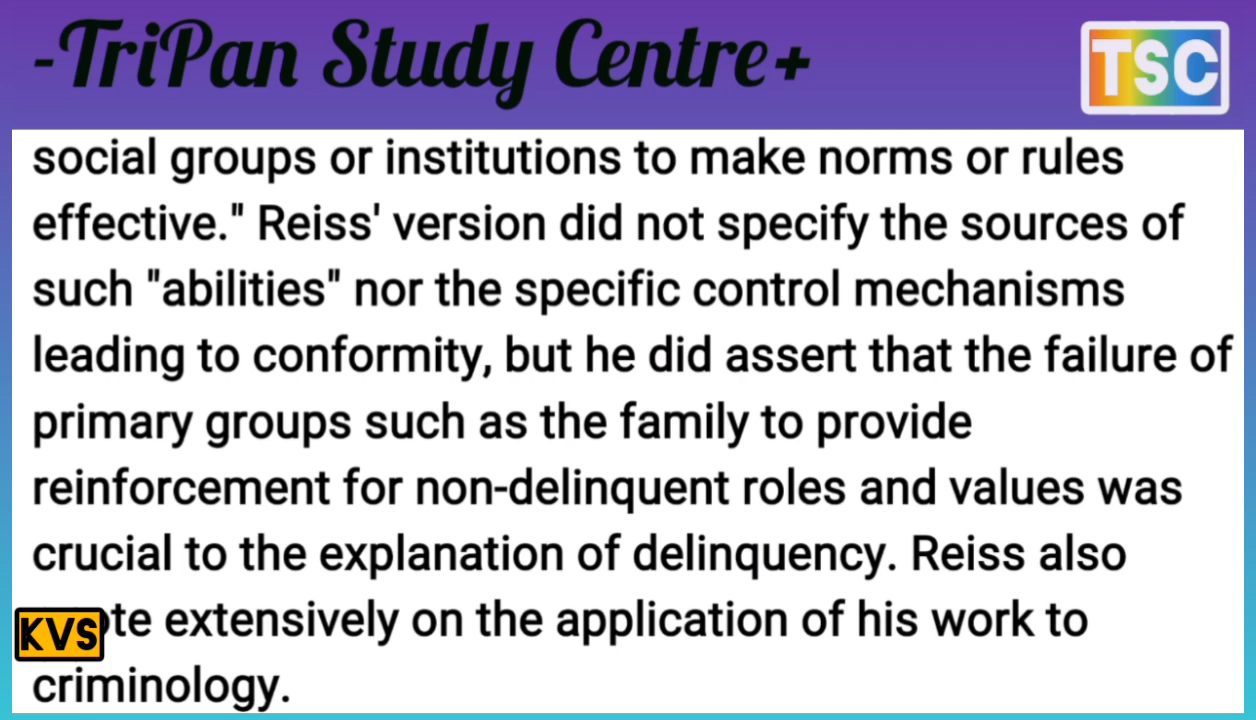 -TriPan Study Centre+
TSC
social groups or institutions to make norms or rules
effective." Reiss' version did not specify the sources of
such "abilities" nor the specific control mechanisms
leading to conformity, but he did assert that the failure of
primary groups such as the family to provide
reinforcement for non-delinquent roles and values was
crucial to the explanation of delinquency. Reiss also
KVS
extensively on the application of his work to
criminology.